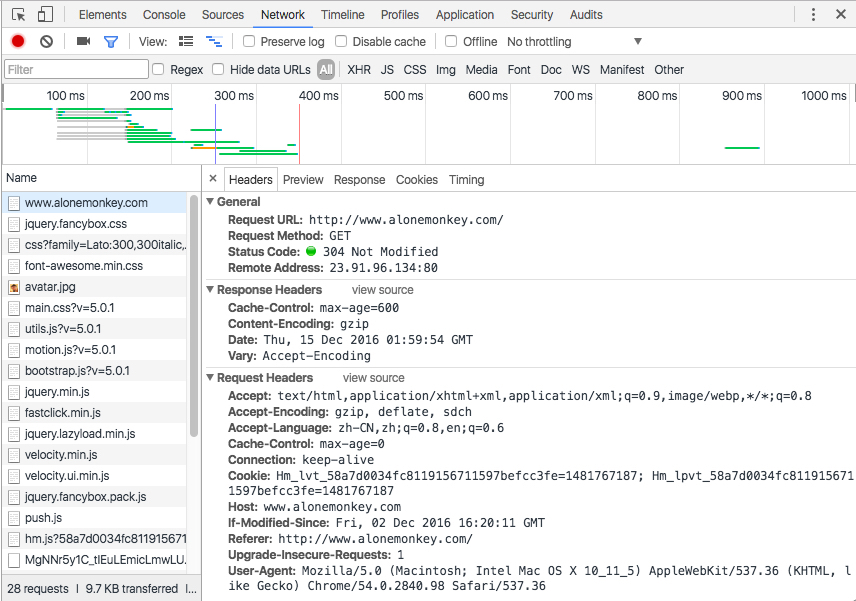 Elements Console Sources Network Timeline Profiles Application Security Audits
View: Preserve log Disable cache Offline No throttling
Filter Regex Hide data URLs All XHR JS CSS Img Media Font Doc WS Manifest Other
100 ms 200 ms 300 ms 400 ms 500 ms 600 ms 700 ms 800 ms 900 ms 1000 ms
Name
www.alonemonkey.com
jquery.fancybox.css
css?family=Lato:300,300italic,
font-awesome.min.css
avatar.jpg
main.css?v=5.0.1
utils.js?v=5.0.1
motion.js?v=5.0.1
bootstrap.js?v=5.0.1
jquery.min.js
fastclick.min.js
jquery.lazyload.min.js
velocity.min.js
velocity.ui.min.js
jquery.fancybox.pack.js
push.js
hm.js?58a7d0034fc811915671
MgNNr5y1C_tIEuLEmicLmwLU.
28 requests | 9.7 KB transferred | ...
× Headers Preview Response Cookies Timing
General
Request URL: http://www.alonemonkey.com/
Request Method: GET
Status Code: 304 Not Modified
Remote Address: 23.91.96.134:80
Response Headers view source
Cache-Control: max-age=600
Content-Encoding: gzip
Date: Thu, 15 Dec 2016 01:59:54 GMT
Vary: Accept-Encoding
Request Headers view source
Accept: text/html,application/xhtml+xml,application/xml;q=0.9,image/webp,*/*;q=0.8
Accept-Encoding: gzip, deflate, sdch
Accept-Language: zh-CN,zh;q=0.8,en;q=0.6
Cache-Control: max-age=0
Connection: keep-alive
Cookie: Hm_lvt_58a7d0034fc8119156711597befcc3fe=1481767187; Hm_lpvt_58a7d0034fc811915671
1597befcc3fe=1481767187
Host: www.alonemonkey.com
If-Modified-Since: Fri, 02 Dec 2016 16:20:11 GMT
Referer: http://www.alonemonkey.com/
Upgrade-Insecure-Requests: 1
User-Agent: Mozilla/5.0 (Macintosh; Intel Mac OS X 10_11_5) AppleWebKit/537.36 (KHTML, l
ike Gecko) Chrome/54.0.2840.98 Safari/537.36